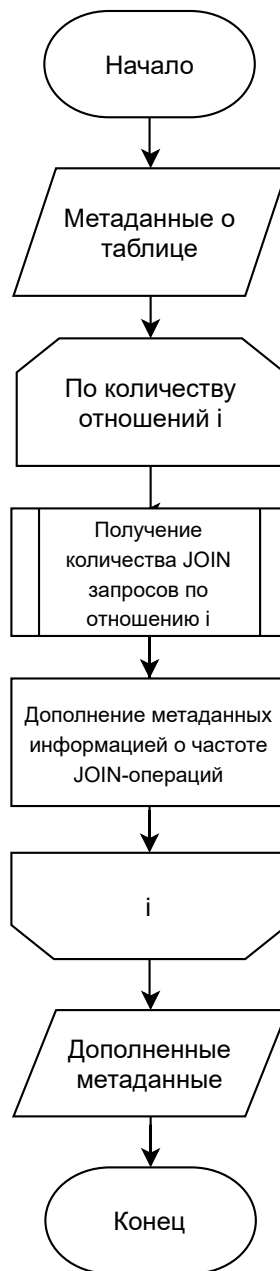 Начало
Метаданные о
таблице
По количеству
отношений i
Получение
количества JOIN
запросов по
отношению i
Дополнение метаданных
информацией о частоте
JOIN-операций
i
Дополненные
метаданные
Конец